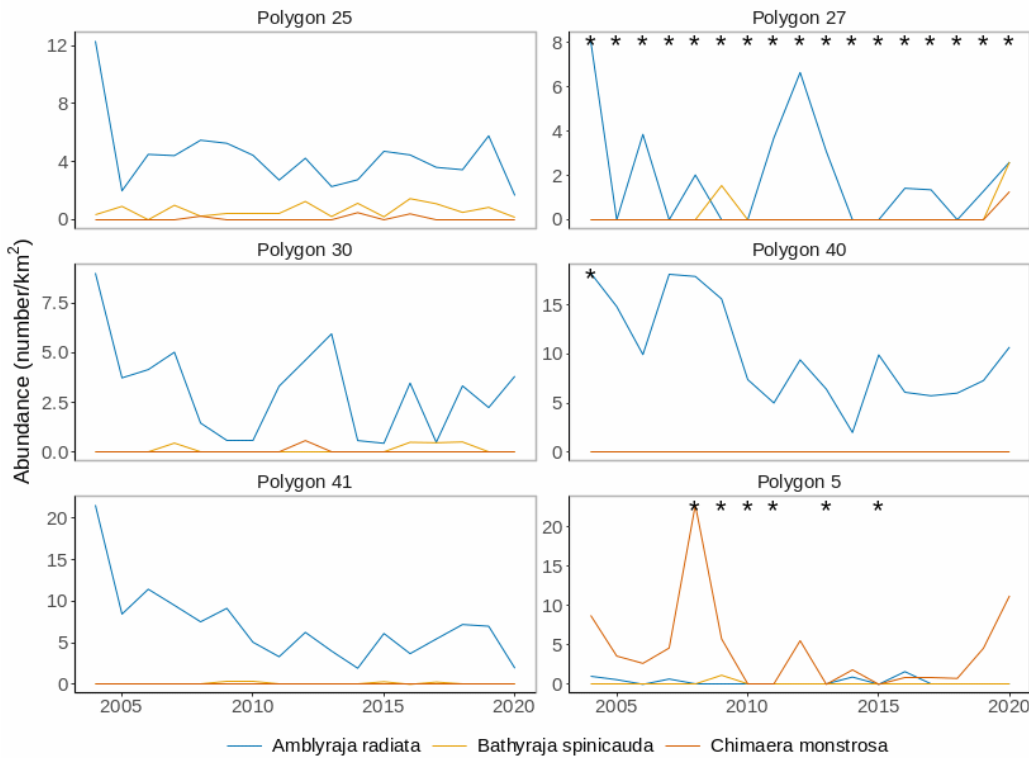 Polygon 25
Polygon 27
12
8
4
0
8
6
4
2
0
* * * * * * * * * * * * * * * * *
Polygon 30
Polygon 40
7.5
5.0
2.5
0.0
15
10
5
0
*
Polygon 41
Polygon 5
20
15
10
5
0
20
10
0
* * * * * *
2005 2010 2015 2020
2005 2010 2015 2020
Abundance (number/km²)
Amblyraja radiata Bathyraja spinicauda Chimaera monstrosa